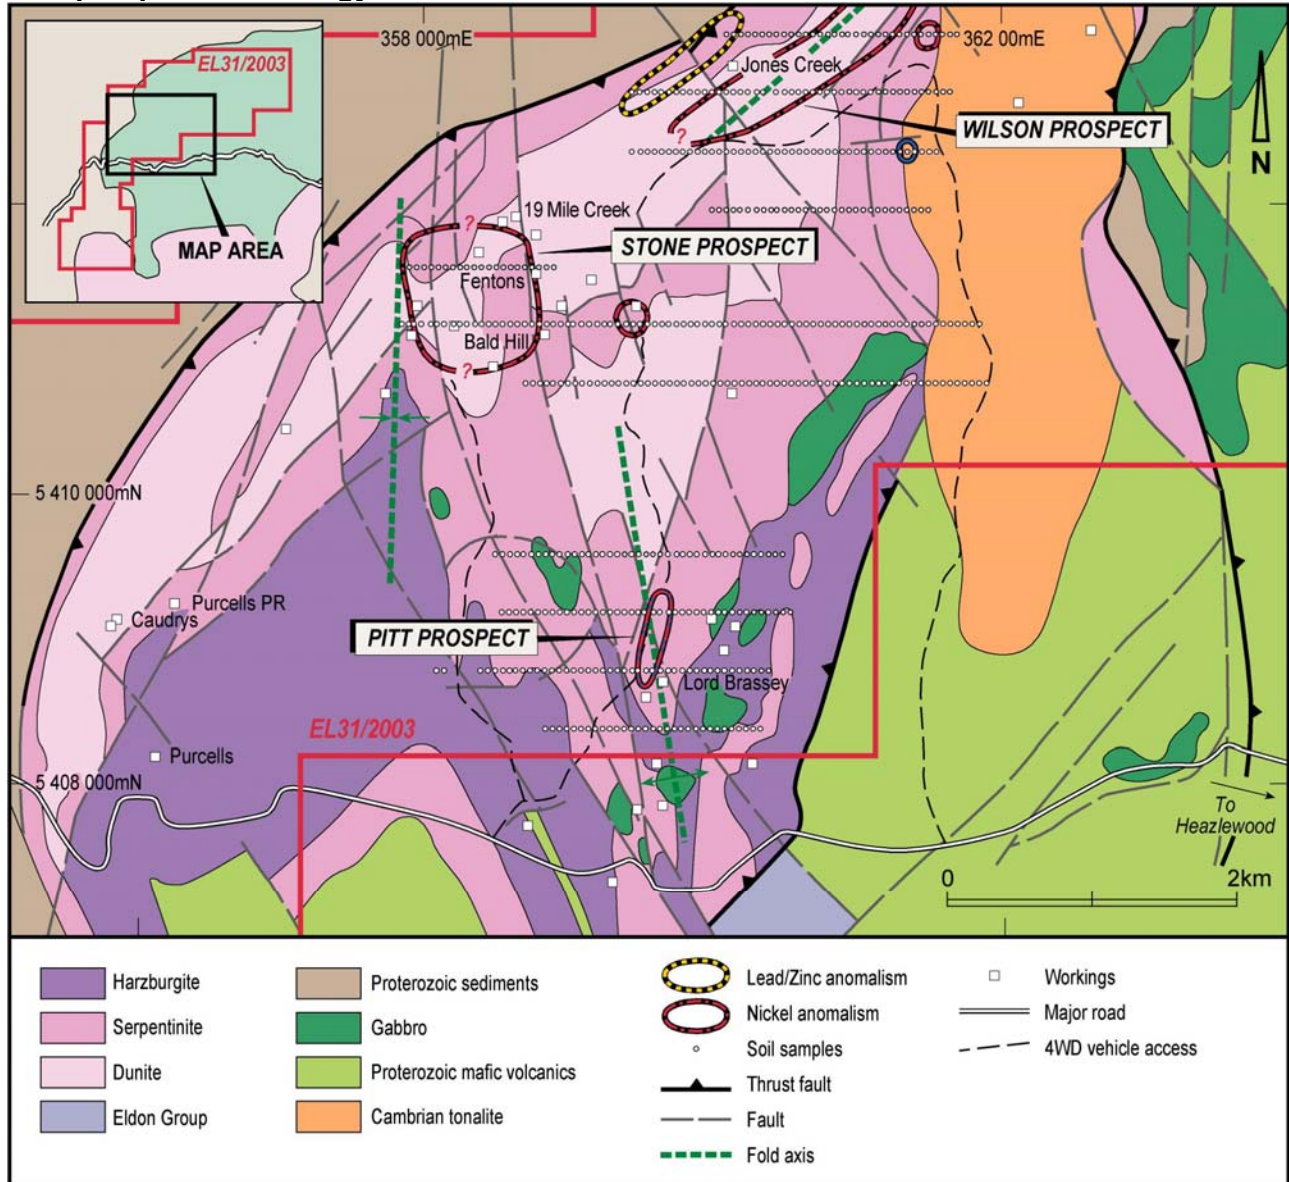 358 000mE
362 00mE
EL31/2003
Jones Creek
WILSON PROSPECT
N
MAP AREA
19 Mile Creek
STONE PROSPECT
?
?
Fentons
Bald Hill
?
5 410 000mN
Purcells PR
Caudrys
PITT PROSPECT
Lord Brassey
EL31/2003
Purcells
5 408 000mN
To
Heazlewood
0 2km
Harzburgite
Serpentinite
Dunite
Eldon Group
Proterozoic sediments
Gabbro
Proterozoic mafic volcanics
Cambrian tonalite
Lead/Zinc anomalism
Nickel anomalism
Soil samples
Thrust fault
Fault
Fold axis
Workings
Major road
4WD vehicle access